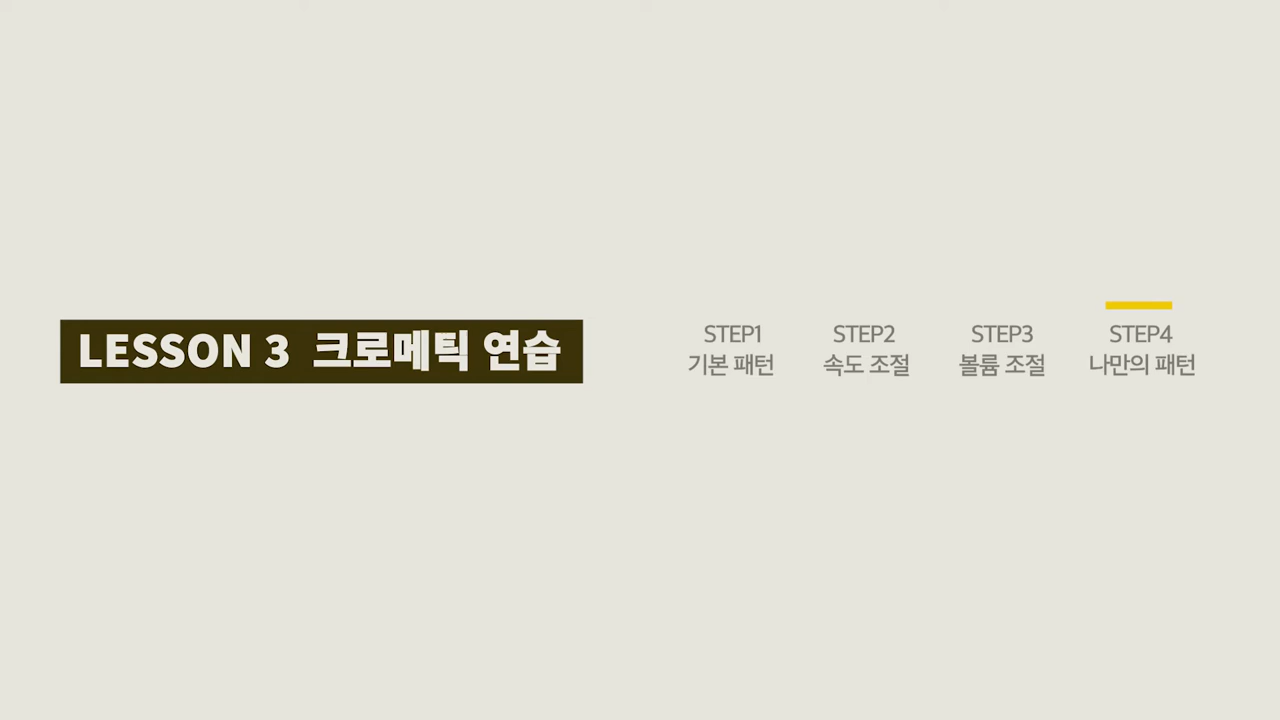 LESSON 3 크로메틱 연습
STEP1
기본 패턴
STEP2
속도 조절
STEP3
볼륨 조절
STEP4
나만의 패턴